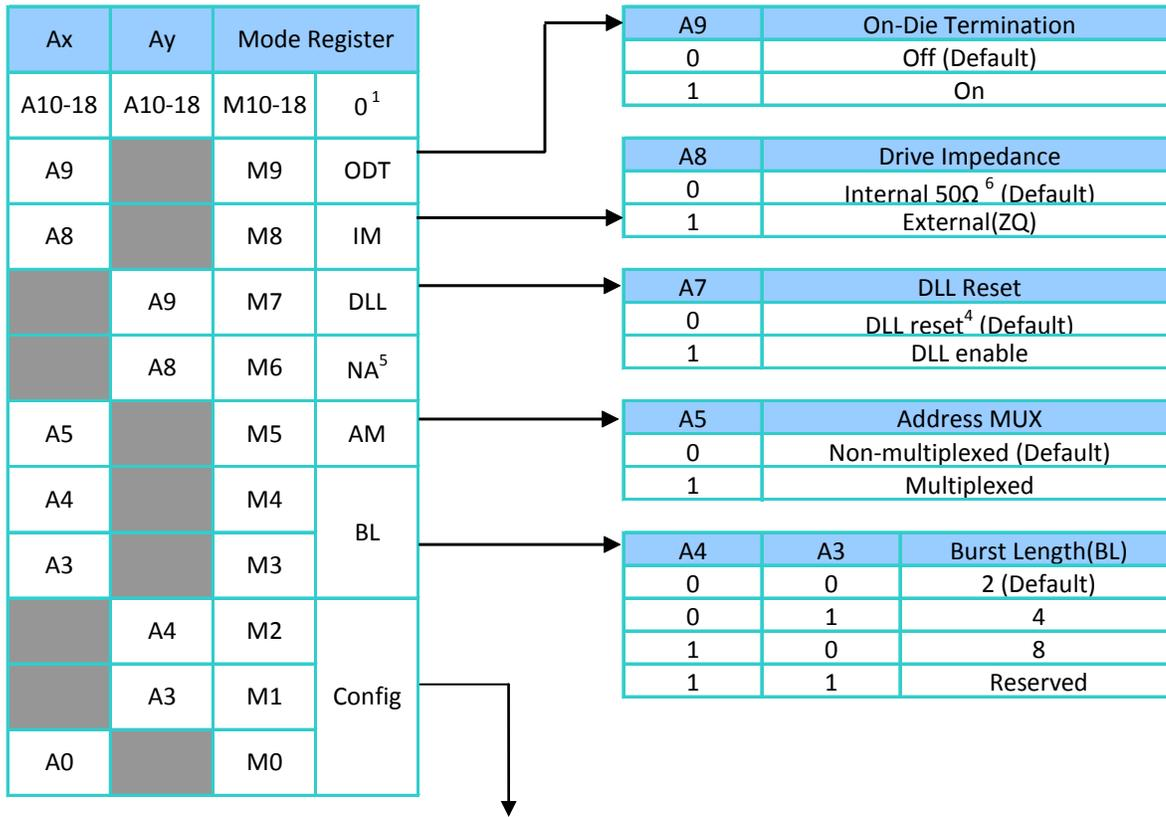 Ax Ay Mode Register
A10-18 A10-18 M10-18 0¹
A9 M9 ODT
A8 M8 IM
A9 M7 DLL
A8 M6 NA⁵
A5 M5 AM
A4 M4 BL
A3 M3
A4 M2 Config
A3 M1
A0 M0
A9 On-Die Termination
0 Off (Default)
1 On
A8 Drive Impedance
0 Internal 50Ω ⁶ (Default)
1 External(ZQ)
A7 DLL Reset
0 DLL reset⁴ (Default)
1 DLL enable
A5 Address MUX
0 Non-multiplexed (Default)
1 Multiplexed
A4 A3 Burst Length(BL)
0 0 2 (Default)
0 1 4
1 0 8
1 1 Reserved